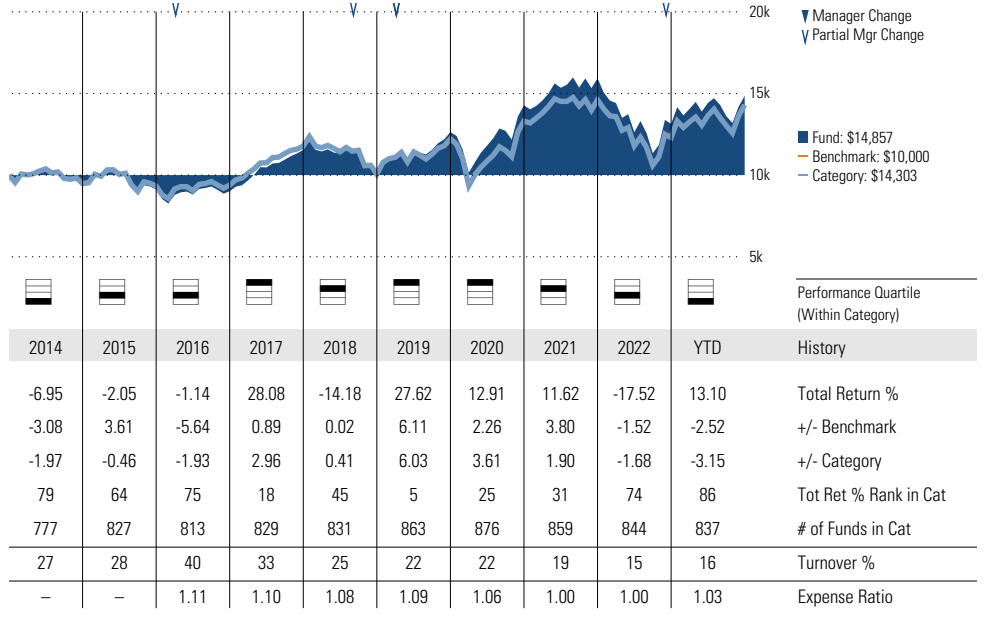 20k
Manager Change
Partial Mgr Change
15k
Fund: $14,857
Benchmark: $10,000
10k
Category: $14,303
5k
Performance Quartile
(Within Category)
2014 2015 2016 2017 2018 2019 2020 2021 2022 YTD History
-6.95 -2.05 -1.14 28.08 -14.18 27.62 12.91 11.62 -17.52 13.10 Total Return %
-3.08 3.61 -5.64 0.89 0.02 6.11 2.26 3.80 -1.52 -2.52 +/- Benchmark
-1.97 -0.46 -1.93 2.96 0.41 6.03 3.61 1.90 -1.68 -3.15 +/- Category
79 64 75 18 45 5 25 31 74 86 Tot Ret % Rank in Cat
777 827 813 829 831 863 876 859 844 837 # of Funds in Cat
27 28 40 33 25 22 22 19 15 16 Turnover %
– – 1.11 1.10 1.08 1.09 1.06 1.00 1.00 1.03 Expense Ratio